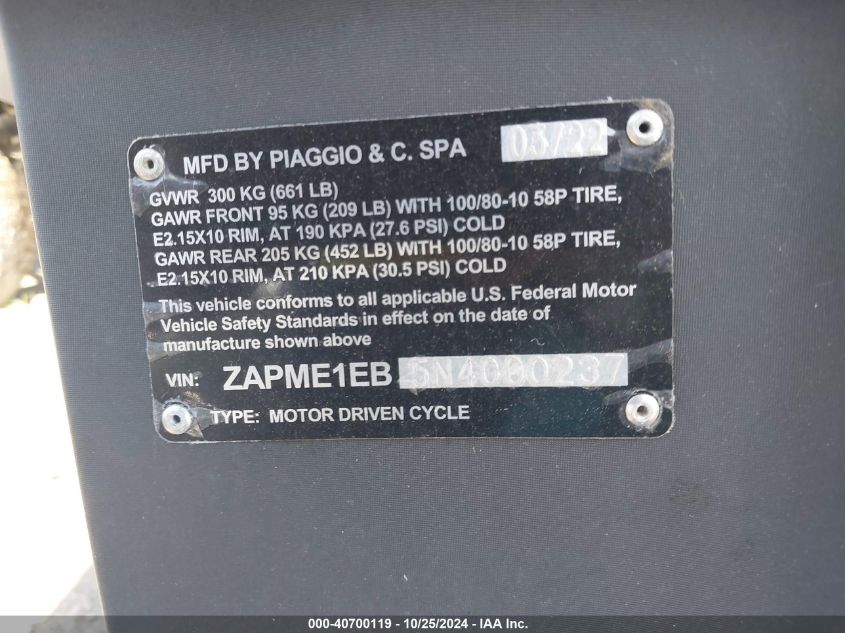 MFD BY PIAGGIO & C. SPA 03/22
GVWR 300 KG (661 LB)
GAWR FRONT 95 KG (209 LB) WITH 100/80-10 58P TIRE,
E2.15X10 RIM, AT 190 KPA (27.6 PSI) COLD
GAWR REAR 205 KG (452 LB) WITH 100/80-10 58P TIRE,
E2.15X10 RIM, AT 210 KPA (30.5 PSI) COLD
This vehicle conforms to all applicable U.S. Federal Motor
Vehicle Safety Standards in effect on the date of
manufacture shown above
VIN: ZAPME1EB 5N4000237
TYPE: MOTOR DRIVEN CYCLE
000-40700119 - 10/25/2024 - IAA Inc.